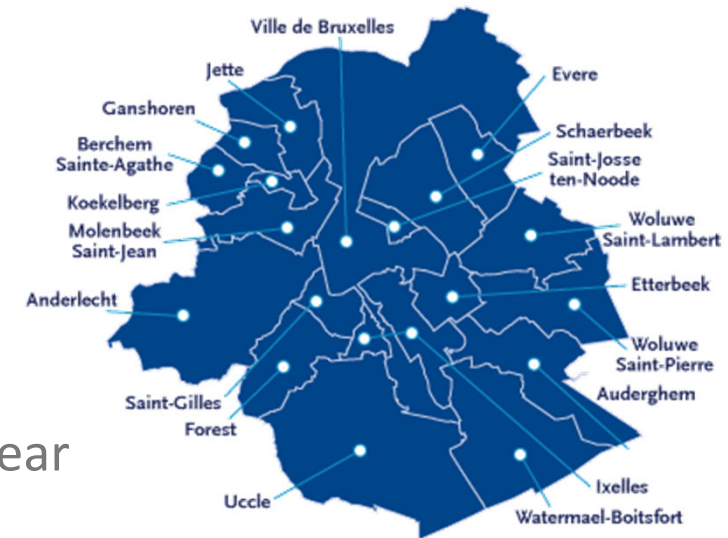 Ville de Bruxelles
Jette
Evere
Ganshoren
Schaerbeek
Berchem
Sainte-Agathe
Saint-Josse
ten-Noode
Koekelberg
Molenbeek
Saint-Jean
Woluwe
Saint-Lambert
Etterbeek
Anderlecht
Woluwe
Saint-Pierre
Auderghem
Saint-Gilles
Forest
ear
Uccle
Ixelles
Watermael-Boitsfort